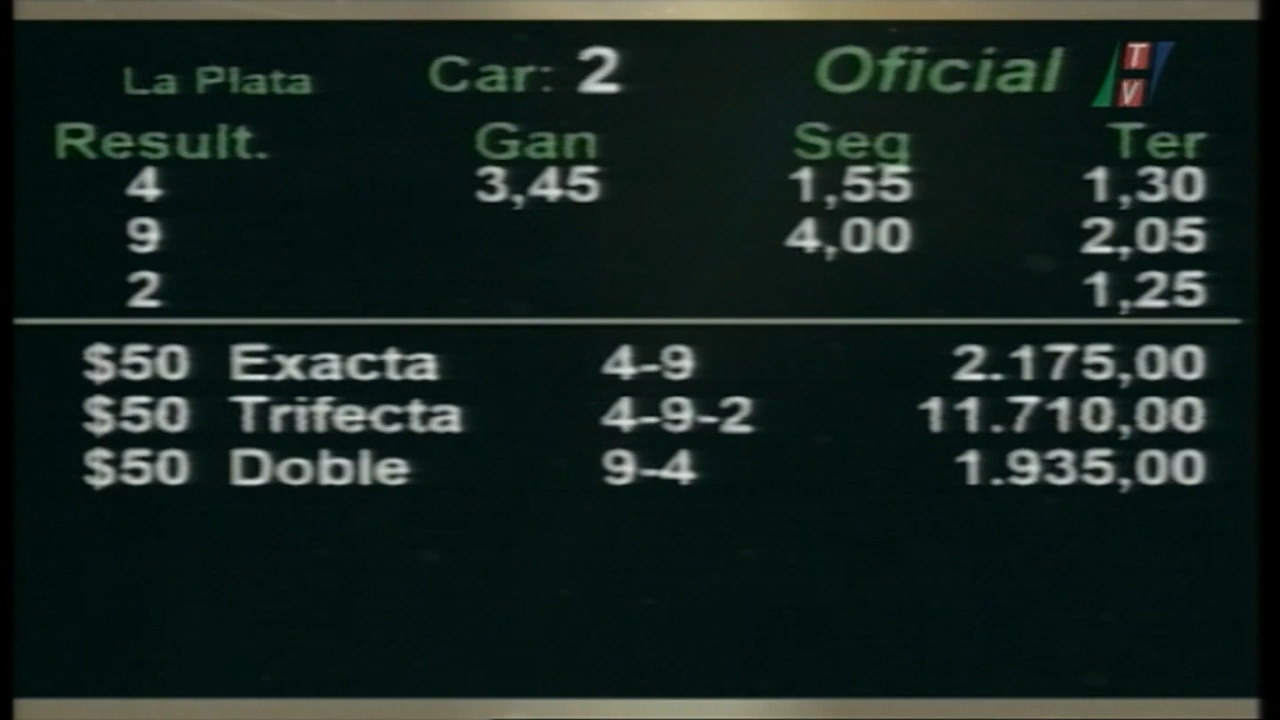 La Plata Car: 2 Oficial TV
Result. Gan Seg Ter
4 3,45 1,55 1,30
9 4,00 2,05
2 1,25
$50 Exacta 4-9 2.175,00
$50 Trifecta 4-9-2 11.710,00
$50 Doble 9-4 1.935,00